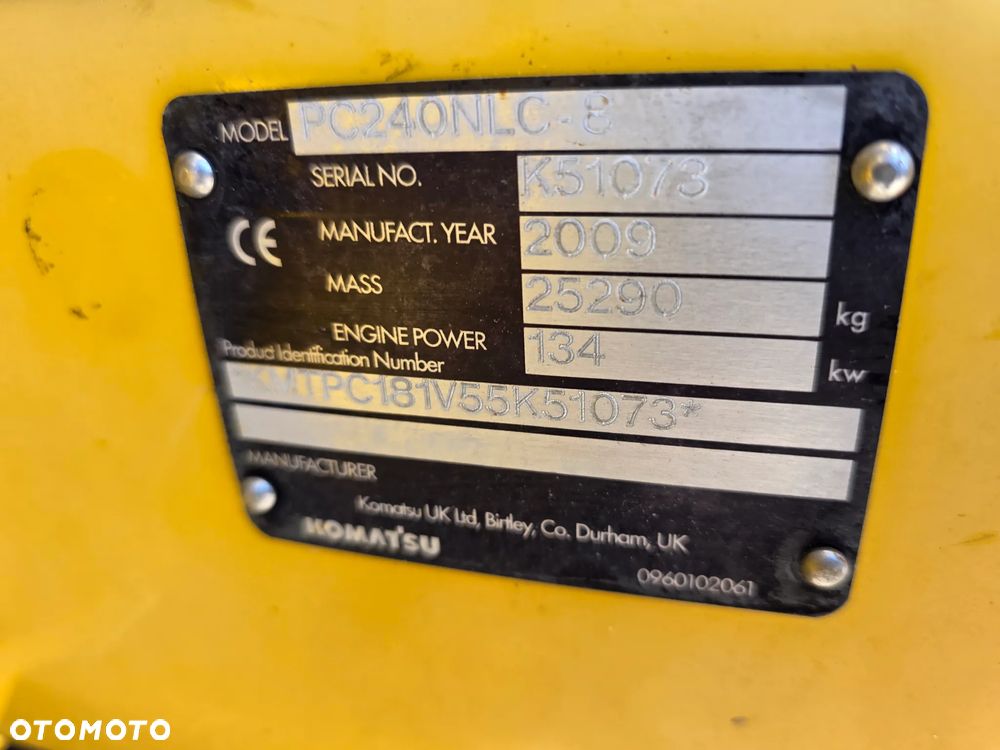 MODEL PC240NLC-8
SERIAL NO. K51073
CE MANUFACT. YEAR 2009
MASS 25290 kg
ENGINE POWER 134 kw
Product Identification Number
*KMTPC181V55K51073*
MANUFACTURER
Komatsu UK Ltd, Birtley, Co. Durham, UK
KOMATSU
0960102061
OTOMOTO